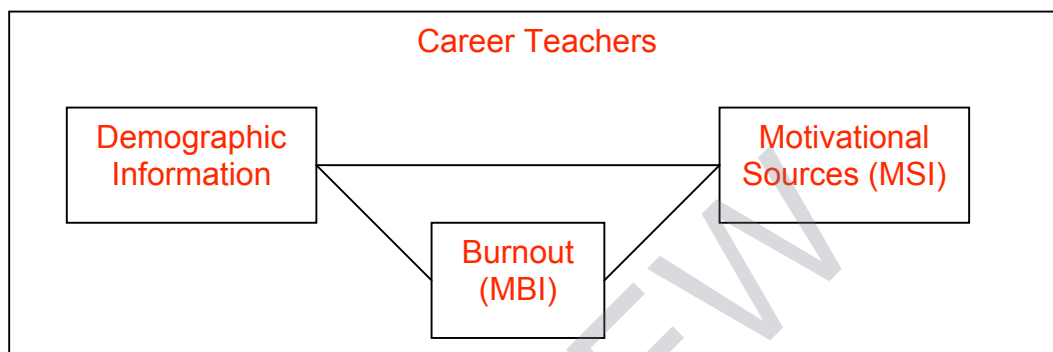 Career Teachers
Demographic
Information
Motivational
Sources (MSI)
Burnout
(MBI)